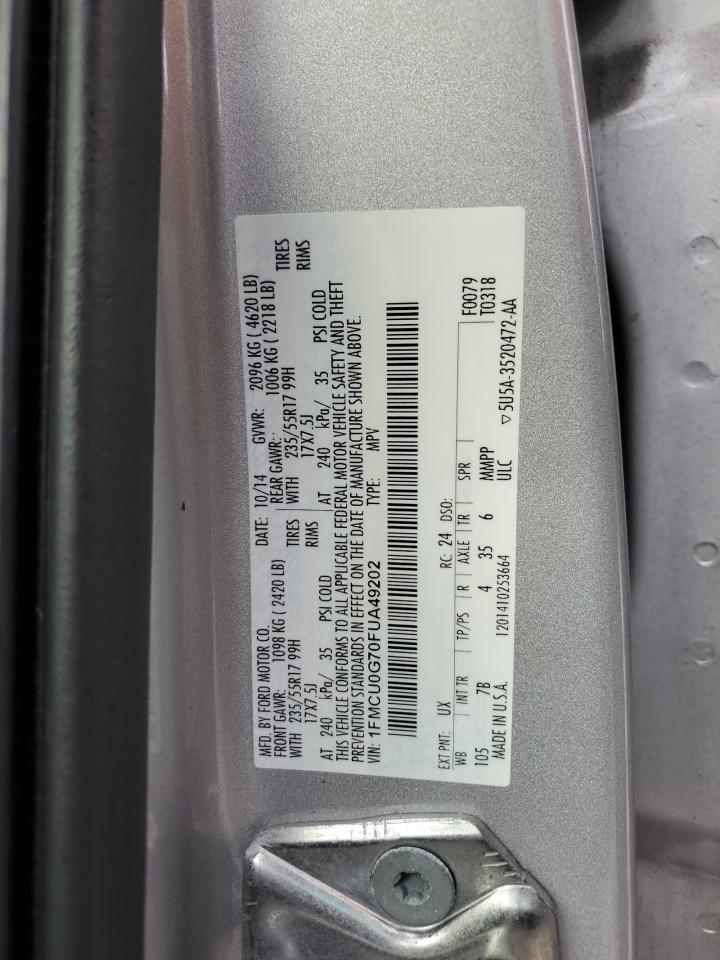 MFD. BY FORD MOTOR CO.
DATE: 10/14 GVWR: 2096 KG ( 4620 LB)
FRONT GAWR: 1098 KG ( 2420 LB) REAR GAWR: 1006 KG ( 2218 LB)
WITH 235/55R17 99H TIRES WITH 235/55R17 99H TIRES
17X7.5J RIMS 17X7.5J RIMS
AT 240 kPa/ 35 PSI COLD AT 240 kPa/ 35 PSI COLD
THIS VEHICLE CONFORMS TO ALL APPLICABLE FEDERAL MOTOR VEHICLE SAFETY AND THEFT
PREVENTION STANDARDS IN EFFECT ON THE DATE OF MANUFACTURE SHOWN ABOVE.
VIN: 1FMCU0G70FUA49202 TYPE: MPV
EXT PNT: UX RC: 24 DSO:
WB INT TR TP/PS R AXLE TR SPR F0079
105 7B 4 35 6 MMPP T0318
MADE IN U.S.A. 1201410253664 ULC ▽5U5A-3520472-AA